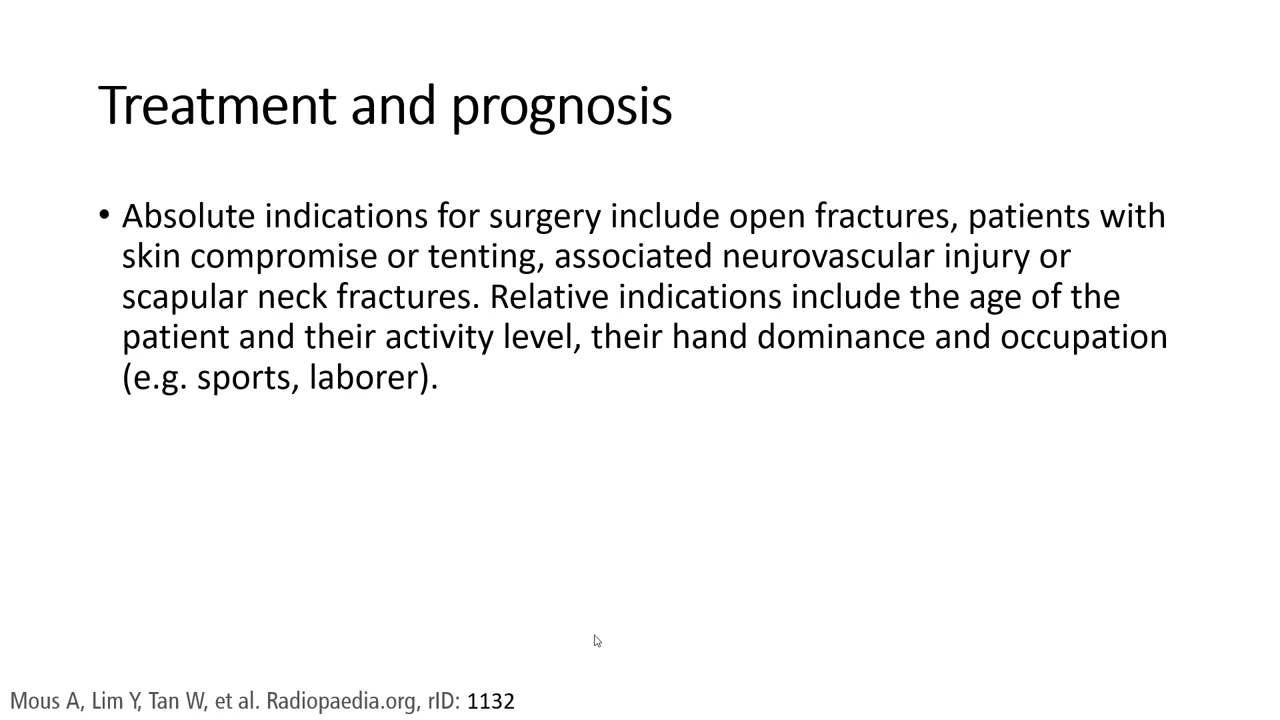 Treatment and prognosis
• Absolute indications for surgery include open fractures, patients with
skin compromise or tenting, associated neurovascular injury or
scapular neck fractures. Relative indications include the age of the
patient and their activity level, their hand dominance and occupation
(e.g. sports, laborer).
Mous A, Lim Y, Tan W, et al. Radiopaedia.org, rID: 1132